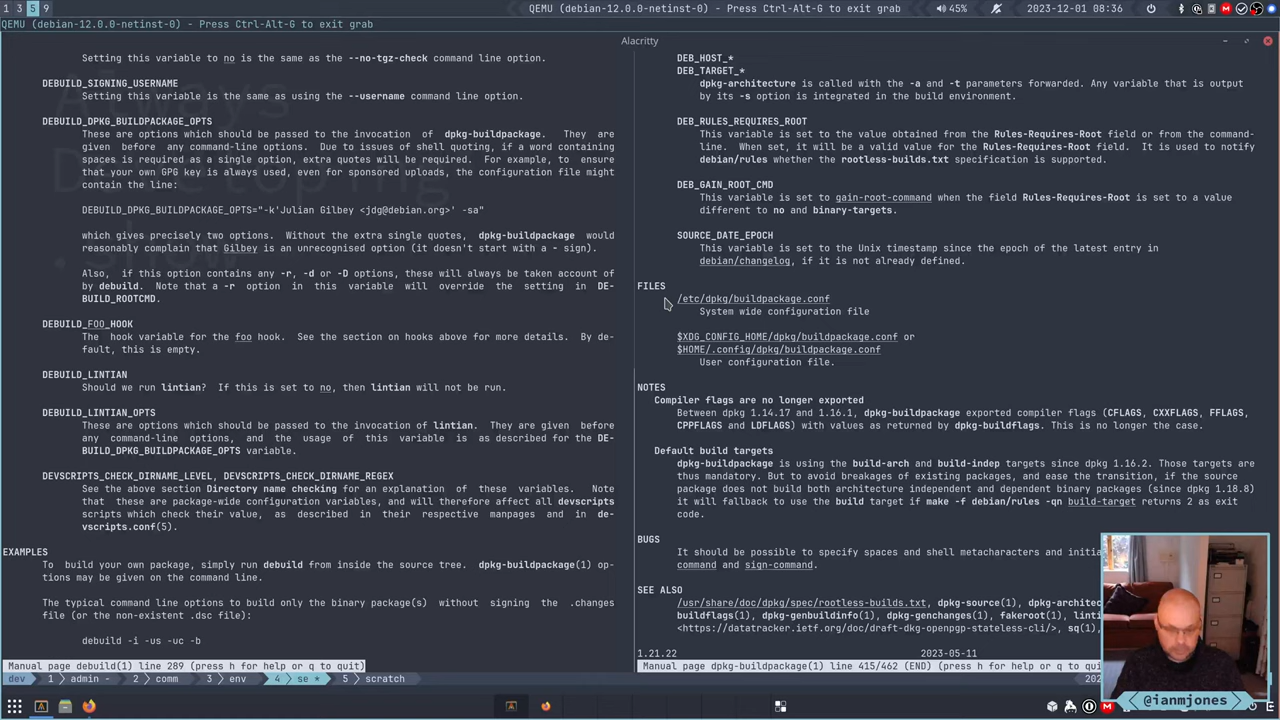 1 3 5 9
QEMU (debian-12.0.0-netinst-0) - Press Ctrl-Alt-G to exit grab
45%
2023-12-01 08:36
QEMU (debian-12.0.0-netinst-0) - Press Ctrl-Alt-G to exit grab
Alacritty
Setting this variable to no is the same as the --no-tgz-check command line option.
DEBUILD_SIGNING_USERNAME
Setting this variable is the same as using the --username command line option.
DEBUILD_DPKG_BUILDPACKAGE_OPTS
These are options which should be passed to the invocation of dpkg-buildpackage. They are
given before any command-line options. Due to issues of shell quoting, if a word containing
spaces is required as a single option, extra quotes will be required. For example, to ensure
that your own GPG key is always used, even for sponsored uploads, the configuration file might
contain the line:
DEBUILD_DPKG_BUILDPACKAGE_OPTS="-k'Julian Gilbey <jdg@debian.org>' -sa"
which gives precisely two options. Without the extra single quotes, dpkg-buildpackage would
reasonably complain that Gilbey is an unrecognised option (it doesn't start with a - sign).
Also, if this option contains any -r, -d or -D options, these will always be taken account of
by debuild. Note that a -r option in this variable will override the setting in DE-
BUILD_ROOTCMD.
DEBUILD_FOO_HOOK
The hook variable for the foo hook. See the section on hooks above for more details. By de-
fault, this is empty.
DEBUILD_LINTIAN
Should we run lintian? If this is set to no, then lintian will not be run.
DEBUILD_LINTIAN_OPTS
These are options which should be passed to the invocation of lintian. They are given before
any command-line options, and the usage of this variable is as described for the DE-
BUILD_DPKG_BUILDPACKAGE_OPTS variable.
DEVSCRIPTS_CHECK_DIRNAME_LEVEL, DEVSCRIPTS_CHECK_DIRNAME_REGEX
See the above section Directory name checking for an explanation of these variables. Note
that these are package-wide configuration variables, and will therefore affect all devscripts
scripts which check their value, as described in their respective manpages and in de-
vscripts.conf(5).
EXAMPLES
To build your own package, simply run debuild from inside the source tree. dpkg-buildpackage(1) op-
tions may be given on the command line.
The typical command line options to build only the binary package(s) without signing the .changes
file (or the non-existent .dsc file):
debuild -i -us -uc -b
Manual page debuild(1) line 289 (press h for help or q to quit)
DEB_HOST_*
DEB_TARGET_*
dpkg-architecture is called with the -a and -t parameters forwarded. Any variable that is output
by its -s option is integrated in the build environment.
DEB_RULES_REQUIRES_ROOT
This variable is set to the value obtained from the Rules-Requires-Root field or from the command-
line. When set, it will be a valid value for the Rules-Requires-Root field. It is used to notify
debian/rules whether the rootless-builds.txt specification is supported.
DEB_GAIN_ROOT_CMD
This variable is set to gain-root-command when the field Rules-Requires-Root is set to a value
different to no and binary-targets.
SOURCE_DATE_EPOCH
This variable is set to the Unix timestamp since the epoch of the latest entry in
debian/changelog, if it is not already defined.
FILES
/etc/dpkg/buildpackage.conf
System wide configuration file
$XDG_CONFIG_HOME/dpkg/buildpackage.conf or
$HOME/.config/dpkg/buildpackage.conf
User configuration file.
NOTES
Compiler flags are no longer exported
Between dpkg 1.14.17 and 1.16.1, dpkg-buildpackage exported compiler flags (CFLAGS, CXXFLAGS, FFLAGS,
CPPFLAGS and LDFLAGS) with values as returned by dpkg-buildflags. This is no longer the case.
Default build targets
dpkg-buildpackage is using the build-arch and build-indep targets since dpkg 1.16.2. Those targets are
thus mandatory. But to avoid breakages of existing packages, and ease the transition, if the source
package does not build both architecture independent and dependent binary packages (since dpkg 1.18.8)
it will fallback to use the build target if make -f debian/rules -qn build-target returns 2 as exit
code.
BUGS
It should be possible to specify spaces and shell metacharacters and initia
command and sign-command.
SEE ALSO
/usr/share/doc/dpkg/spec/rootless-builds.txt, dpkg-source(1), dpkg-architec
buildflags(1), dpkg-genbuildinfo(1), dpkg-genchanges(1), fakeroot(1), linti
<https://datatracker.ietf.org/doc/draft-dkg-openpgp-stateless-cli/>, sq(1),
1.21.22 2023-05-11
Manual page dpkg-buildpackage(1) line 415/462 (END) (press h for help or q
dev 1 admin - 2 comm 3 env 4 se * 5 scratch 202
@ianmjones